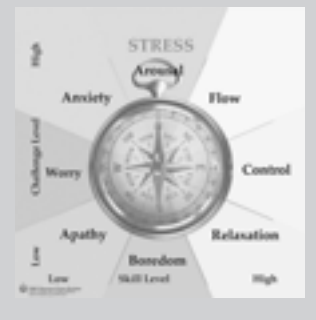 High
STRESS
Arousal
Anxiety
Flow
Challenge Level
Worry
Control
Apathy
Relaxation
Low
Boredom
Low
Skill Level
High